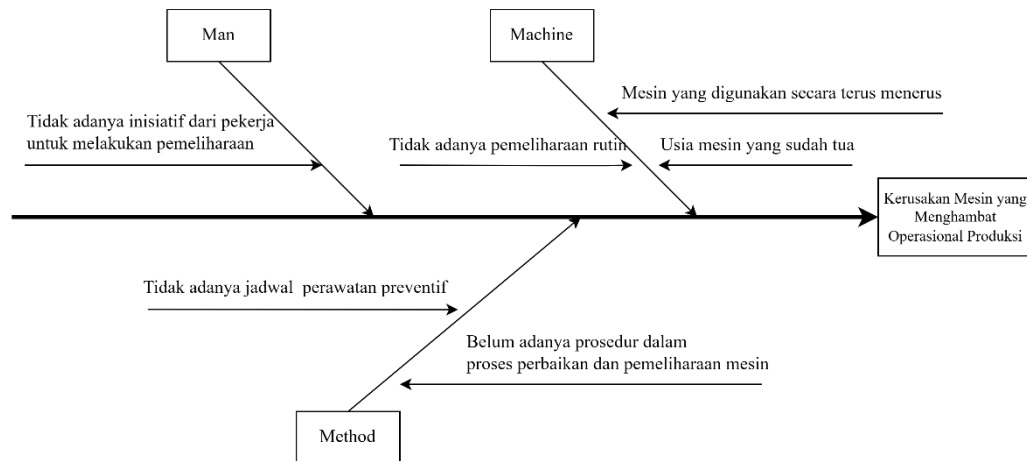 Man
Machine
Mesin yang digunakan secara terus menerus
Tidak adanya inisiatif dari pekerja
untuk melakukan pemeliharaan
Tidak adanya pemeliharaan rutin
Usia mesin yang sudah tua
Kerusakan Mesin yang
Menghambat
Operasional Produksi
Tidak adanya jadwal perawatan preventif
Belum adanya prosedur dalam
proses perbaikan dan pemeliharaan mesin
Method